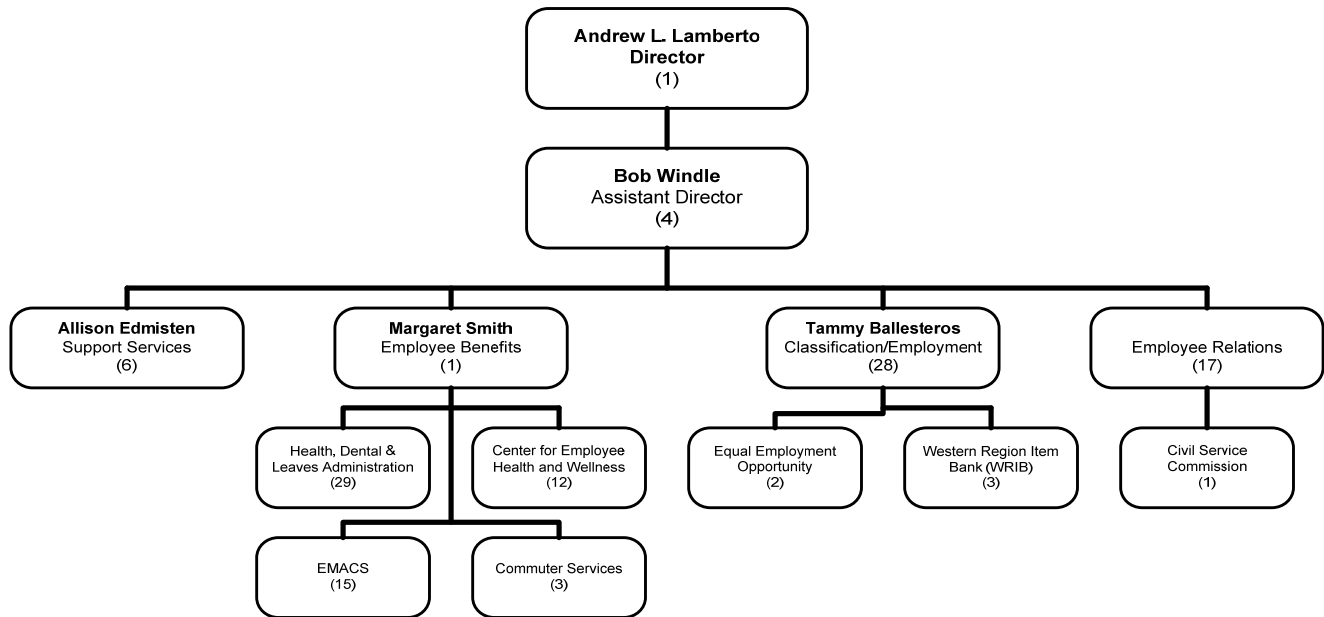 Andrew L. Lamberto
Director
(1)
Bob Windle
Assistant Director
(4)
Allison Edmisten
Support Services
(6)
Margaret Smith
Employee Benefits
(1)
Tammy Ballesteros
Classification/Employment
(28)
Employee Relations
(17)
Health, Dental &
Leaves Administration
(29)
Center for Employee
Health and Wellness
(12)
Equal Employment
Opportunity
(2)
Western Region Item
Bank (WRIB)
(3)
Civil Service
Commission
(1)
EMACS
(15)
Commuter Services
(3)